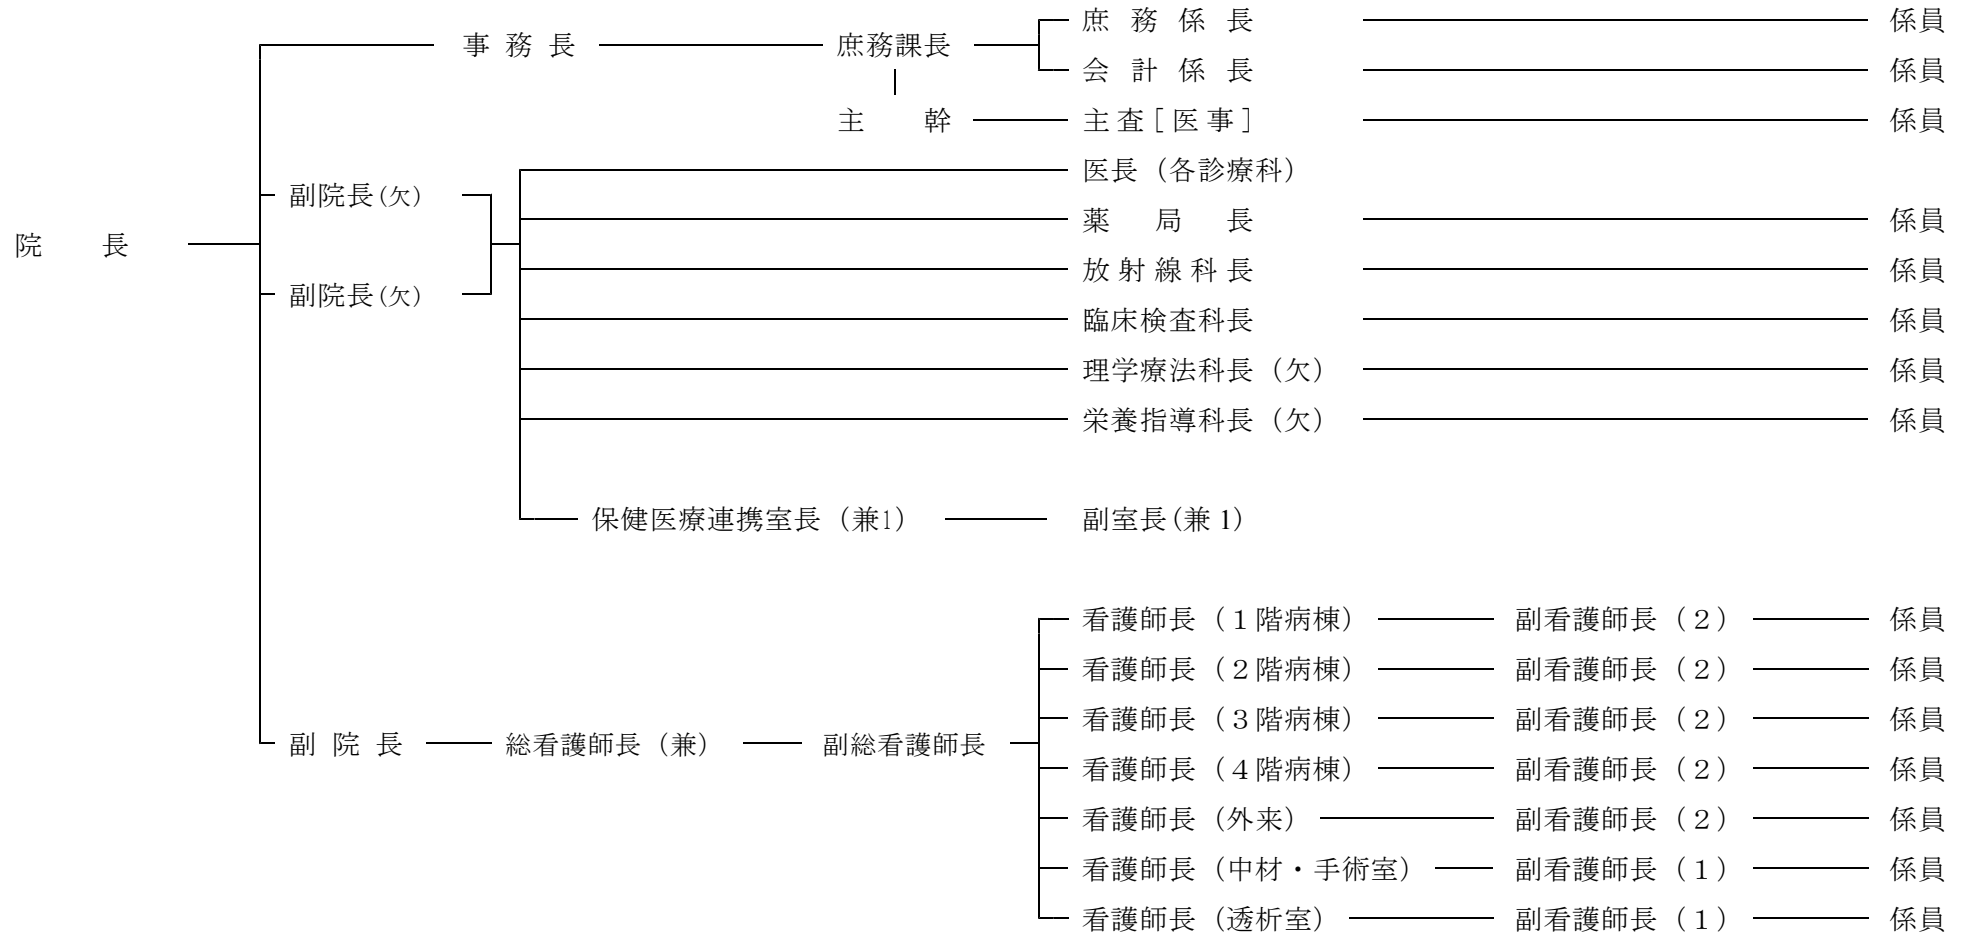 庶務係長 係員
事務長 庶務課長
会計係長 係員
主幹 主査[医事] 係員
医長(各診療科)
副院長(欠)
薬局長 係員
院長
放射線科長 係員
副院長(欠)
臨床検査科長 係員
理学療法科長(欠) 係員
栄養指導科長(欠) 係員
保健医療連携室長(兼1) 副室長(兼1)
看護師長(1階病棟) 副看護師長(2) 係員
看護師長(2階病棟) 副看護師長(2) 係員
看護師長(3階病棟) 副看護師長(2) 係員
副院長 総看護師長(兼) 副総看護師長
看護師長(4階病棟) 副看護師長(2) 係員
看護師長(外来) 副看護師長(2) 係員
看護師長(中材・手術室) 副看護師長(1) 係員
看護師長(透析室) 副看護師長(1) 係員